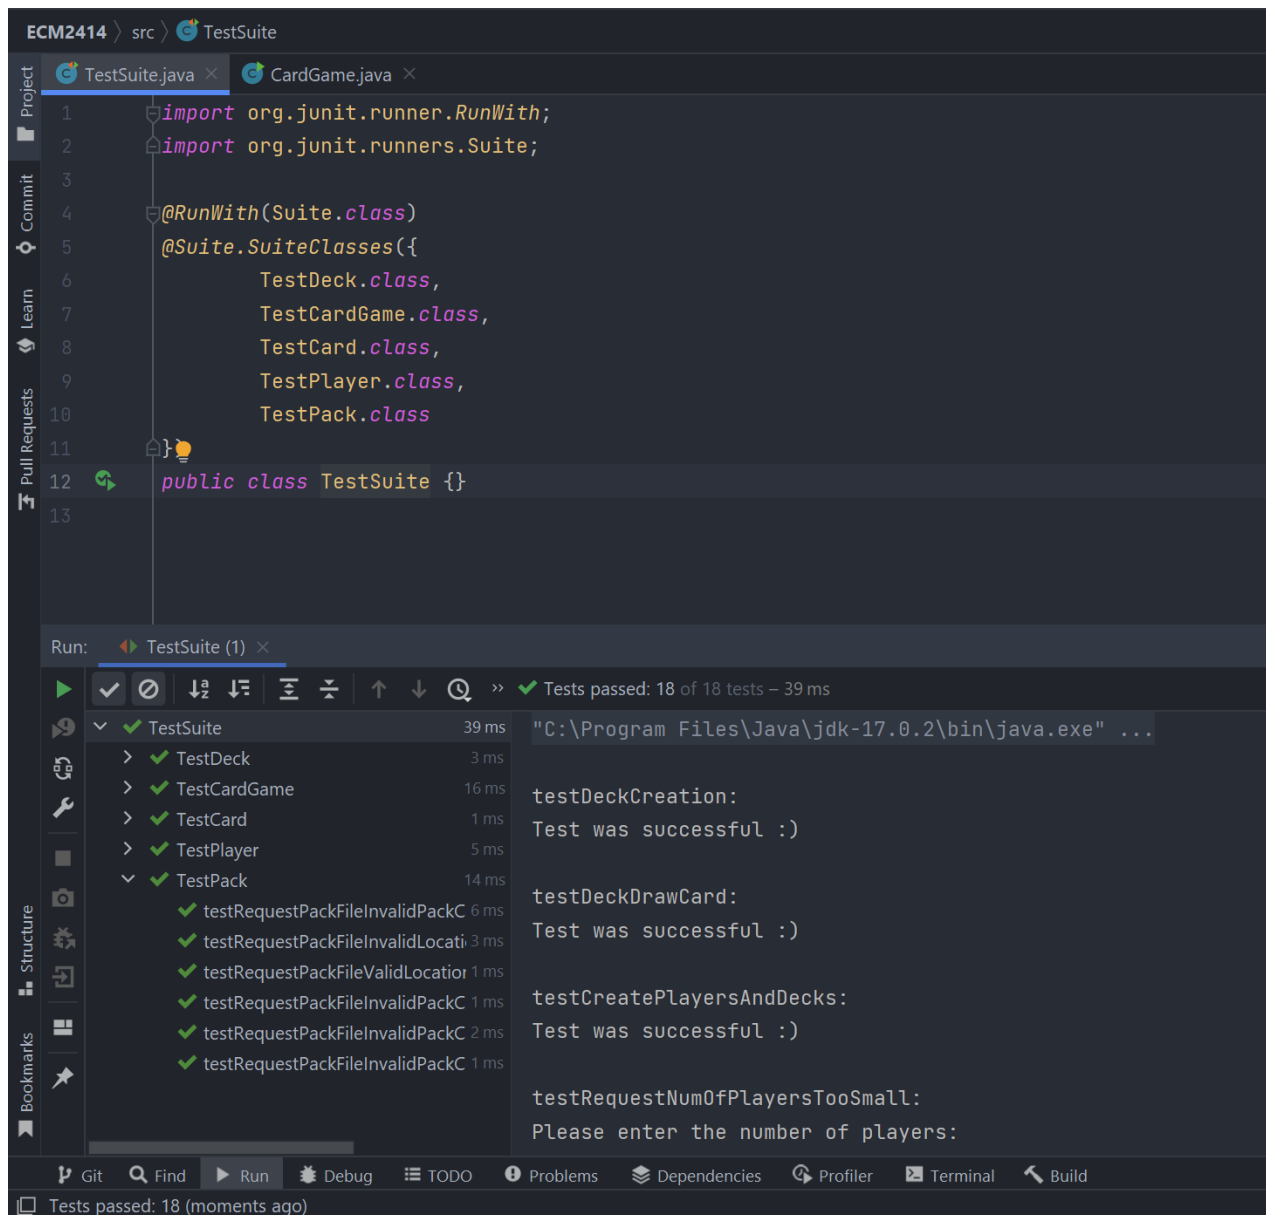 ECM2414 src TestSuite
TestSuite.java CardGame.java
Project
Commit
Learn
Pull Requests
Structure
Bookmarks
1 import org.junit.runner.RunWith;
2 import org.junit.runners.Suite;
3
4 @RunWith(Suite.class)
5 @Suite.SuiteClasses({
6 TestDeck.class,
7 TestCardGame.class,
8 TestCard.class,
9 TestPlayer.class,
10 TestPack.class
11 })
12 public class TestSuite {}
13
Run: TestSuite (1)
Tests passed: 18 of 18 tests – 39 ms
TestSuite 39 ms
TestDeck 3 ms
TestCardGame 16 ms
TestCard 1 ms
TestPlayer 5 ms
TestPack 14 ms
testRequestPackFileInvalidPackC 6 ms
testRequestPackFileInvalidLocati 3 ms
testRequestPackFileValidLocation 1 ms
testRequestPackFileInvalidPackC 1 ms
testRequestPackFileInvalidPackC 2 ms
testRequestPackFileInvalidPackC 1 ms
"C:\Program Files\Java\jdk-17.0.2\bin\java.exe" ...
testDeckCreation:
Test was successful :)
testDeckDrawCard:
Test was successful :)
testCreatePlayersAndDecks:
Test was successful :)
testRequestNumOfPlayersTooSmall:
Please enter the number of players:
Git Find Run Debug TODO Problems Dependencies Profiler Terminal Build
Tests passed: 18 (moments ago)